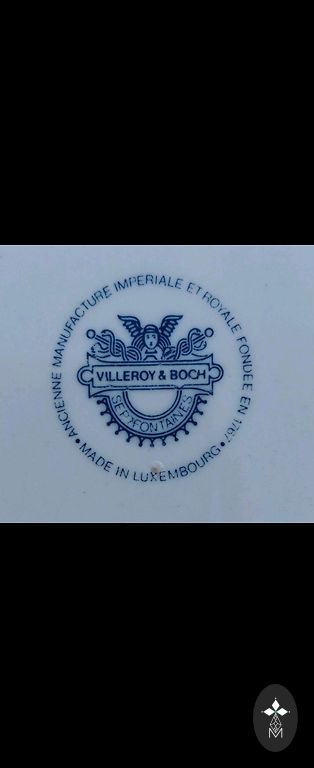 ANCIENNE MANUFACTURE IMPERIALE ET ROYALE FONDEE EN 1767
VILLEROY & BOCH
SEPTFONTAINES
• MADE IN LUXEMBOURG •
M